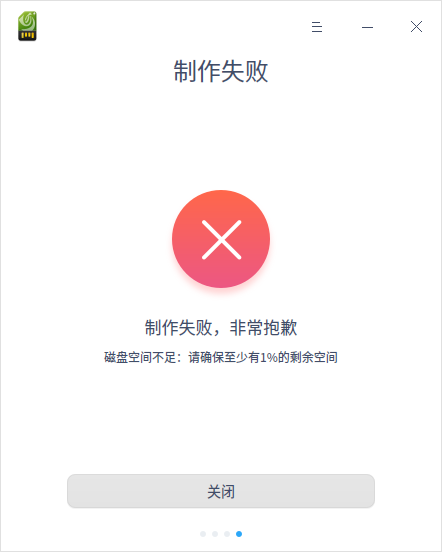 制作失败
制作失败，非常抱歉
磁盘空间不足：请确保至少有1%的剩余空间
关闭